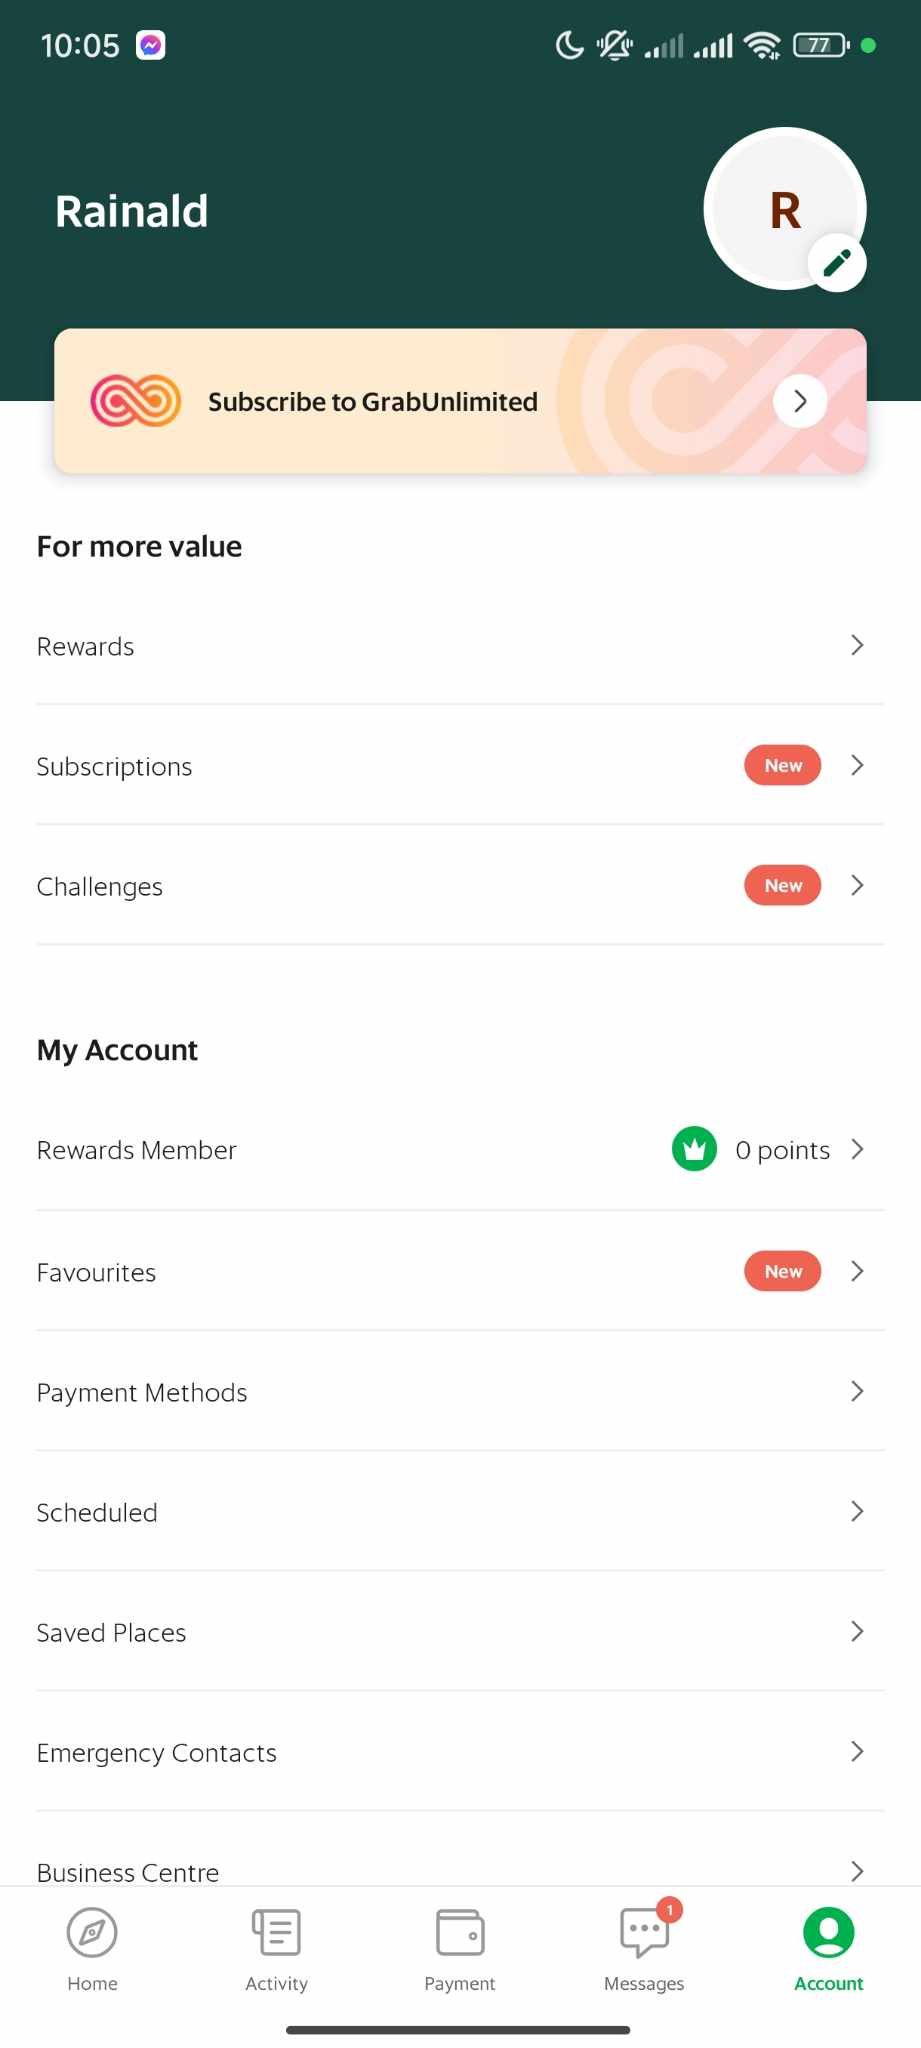 10:05
77
Rainald
R
Subscribe to GrabUnlimited
For more value
Rewards
Subscriptions New
Challenges New
My Account
Rewards Member 0 points
Favourites New
Payment Methods
Scheduled
Saved Places
Emergency Contacts
Business Centre
1
Home Activity Payment Messages Account